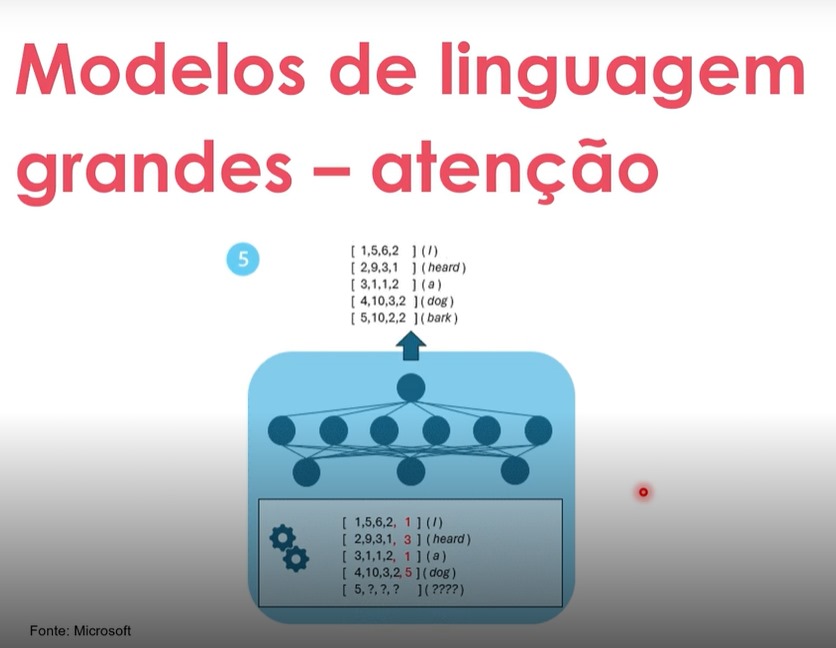 Modelos de linguagem
grandes – atenção
5
[ 1,5,6,2 ] ( I )
[ 2,9,3,1 ] ( heard )
[ 3,1,1,2 ] ( a )
[ 4,10,3,2 ] ( dog )
[ 5,10,2,2 ] ( bark )
[ 1,5,6,2, 1 ] ( I )
[ 2,9,3,1, 3 ] ( heard )
[ 3,1,1,2, 1 ] ( a )
[ 4,10,3,2, 5 ] ( dog )
[ 5, ?, ?, ? ] ( ???? )
Fonte: Microsoft